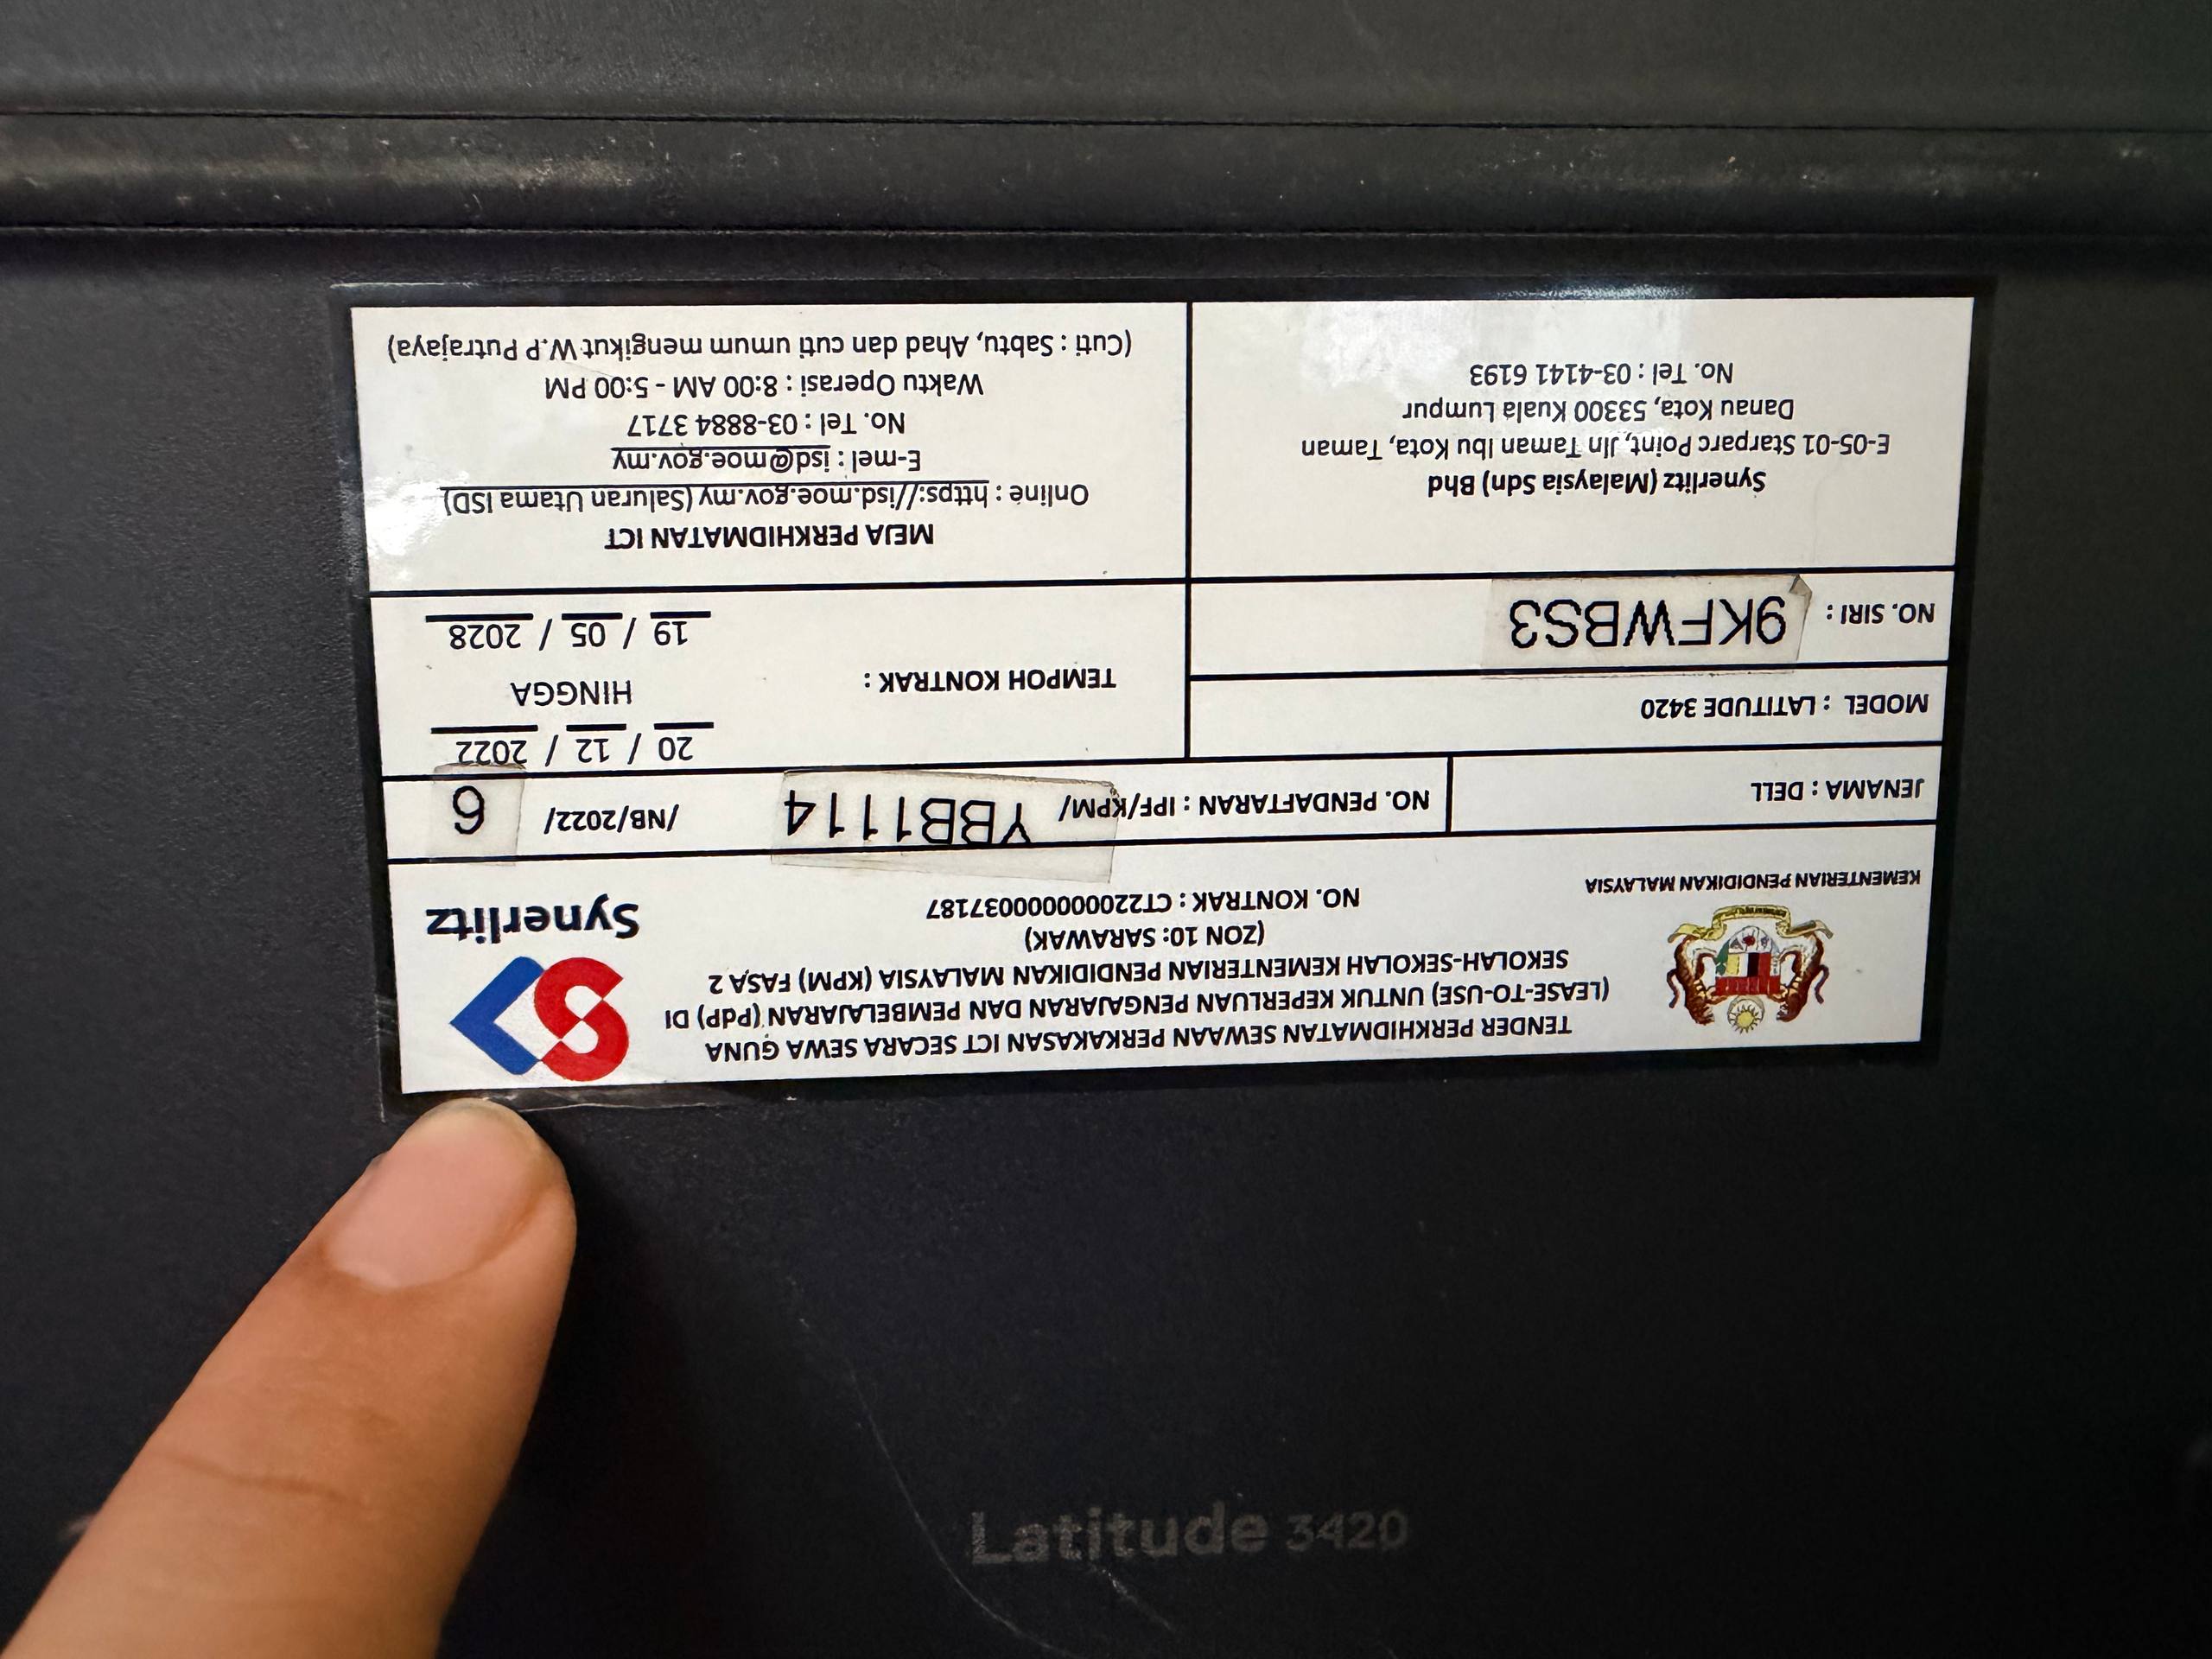 KEMENTERIAN PENDIDIKAN MALAYSIA
TENDER PERKHIDMATAN SEWAAN PERKAKASAN ICT SECARA SEWA GUNA
(LEASE-TO-USE) UNTUK KEPERLUAN PENGAJARAN DAN PEMBELAJARAN (PdP) DI
SEKOLAH-SEKOLAH KEMENTERIAN PENDIDIKAN MALAYSIA (KPM) FASA 2
(ZON 10: SARAWAK)
NO. KONTRAK : CT220000000037187
Synerlitz
JENAMA : DELL
NO. PENDAFTARAN : IPF/KPM/ YBB1114 /NB/2022/ 6
MODEL : LATITUDE 3420
NO. SIRI : 9KFWBS3
TEMPOH KONTRAK :
20 / 12 / 2022
HINGGA
19 / 05 / 2028
Synerlitz (Malaysia Sdn) Bhd
E-05-01 Starparc Point, Jln Taman Ibu Kota, Taman
Danau Kota, 53300 Kuala Lumpur
No. Tel : 03-4141 6193
MEJA PERKHIDMATAN ICT
Online : https://isd.moe.gov.my (Saluran Utama ISD)
E-mel : isd@moe.gov.my
No. Tel : 03-8884 3717
Waktu Operasi : 8:00 AM - 5:00 PM
(Cuti : Sabtu, Ahad dan cuti umum mengikut W.P Putrajaya)
Latitude 3420